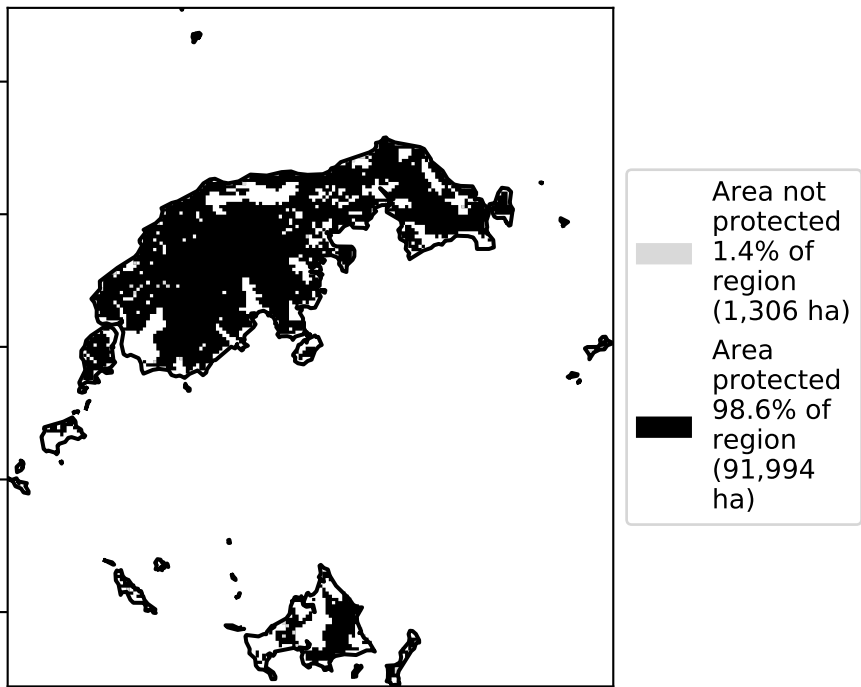 Area not
protected
1.4% of
region
(1,306 ha)
Area
protected
98.6% of
region
(91,994
ha)